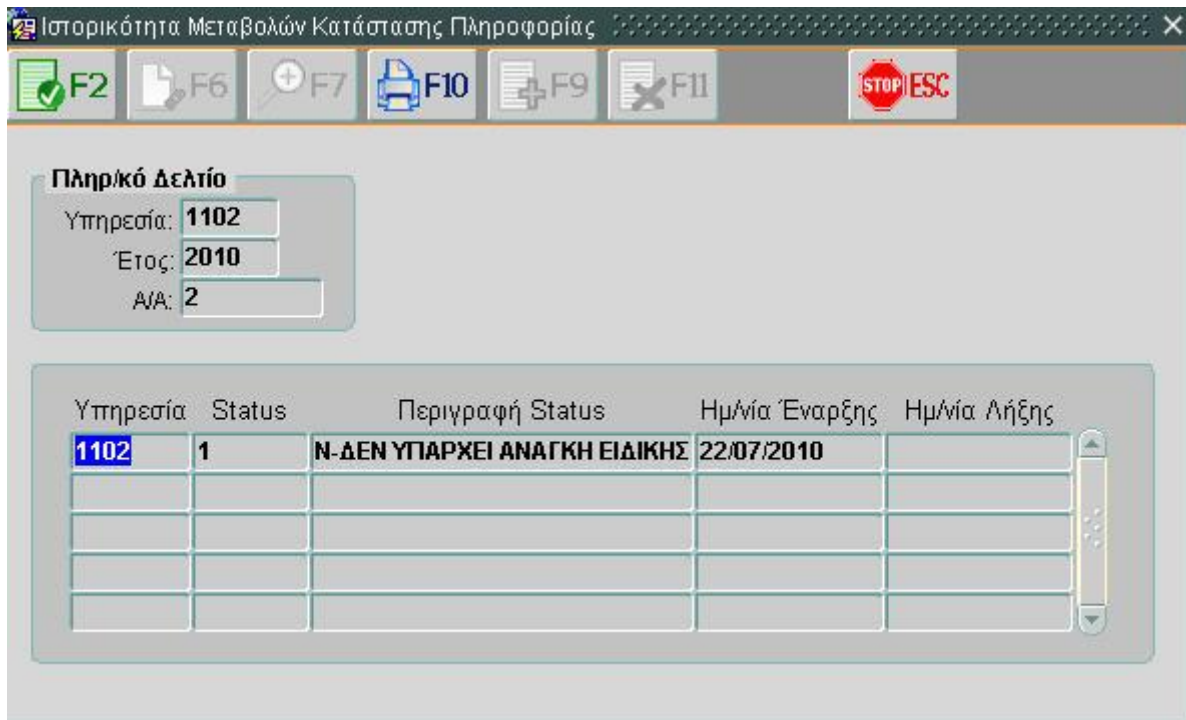 Ιστορικότητα Μεταβολών Κατάστασης Πληροφορίας
F2 F6 F7 F10 F9 F11 STOP ESC
Πληρ/κό Δελτίο
Υπηρεσία: 1102
Έτος: 2010
Α/Α: 2
Υπηρεσία Status Περιγραφή Status Ημ/νία Έναρξης Ημ/νία Λήξης
1102 1 Ν-ΔΕΝ ΥΠΑΡΧΕΙ ΑΝΑΓΚΗ ΕΙΔΙΚΗΣ 22/07/2010